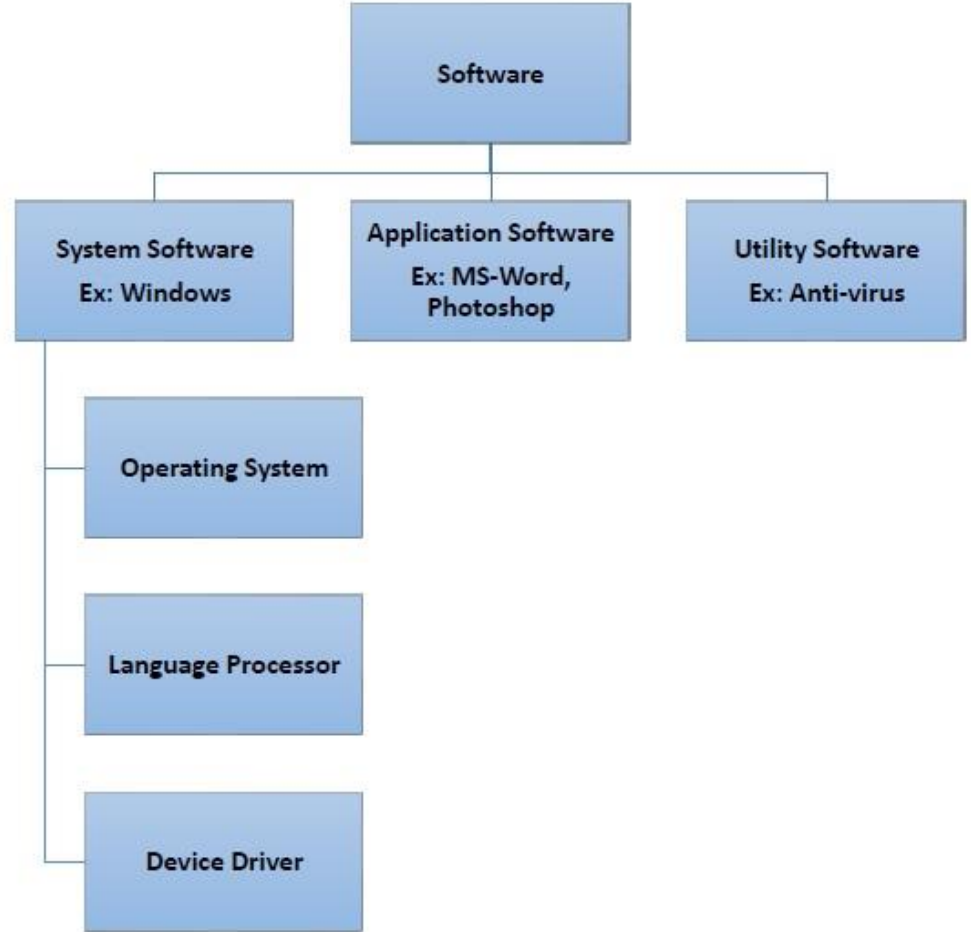 Software
System Software
Ex: Windows
Application Software
Ex: MS-Word,
Photoshop
Utility Software
Ex: Anti-virus
Operating System
Language Processor
Device Driver